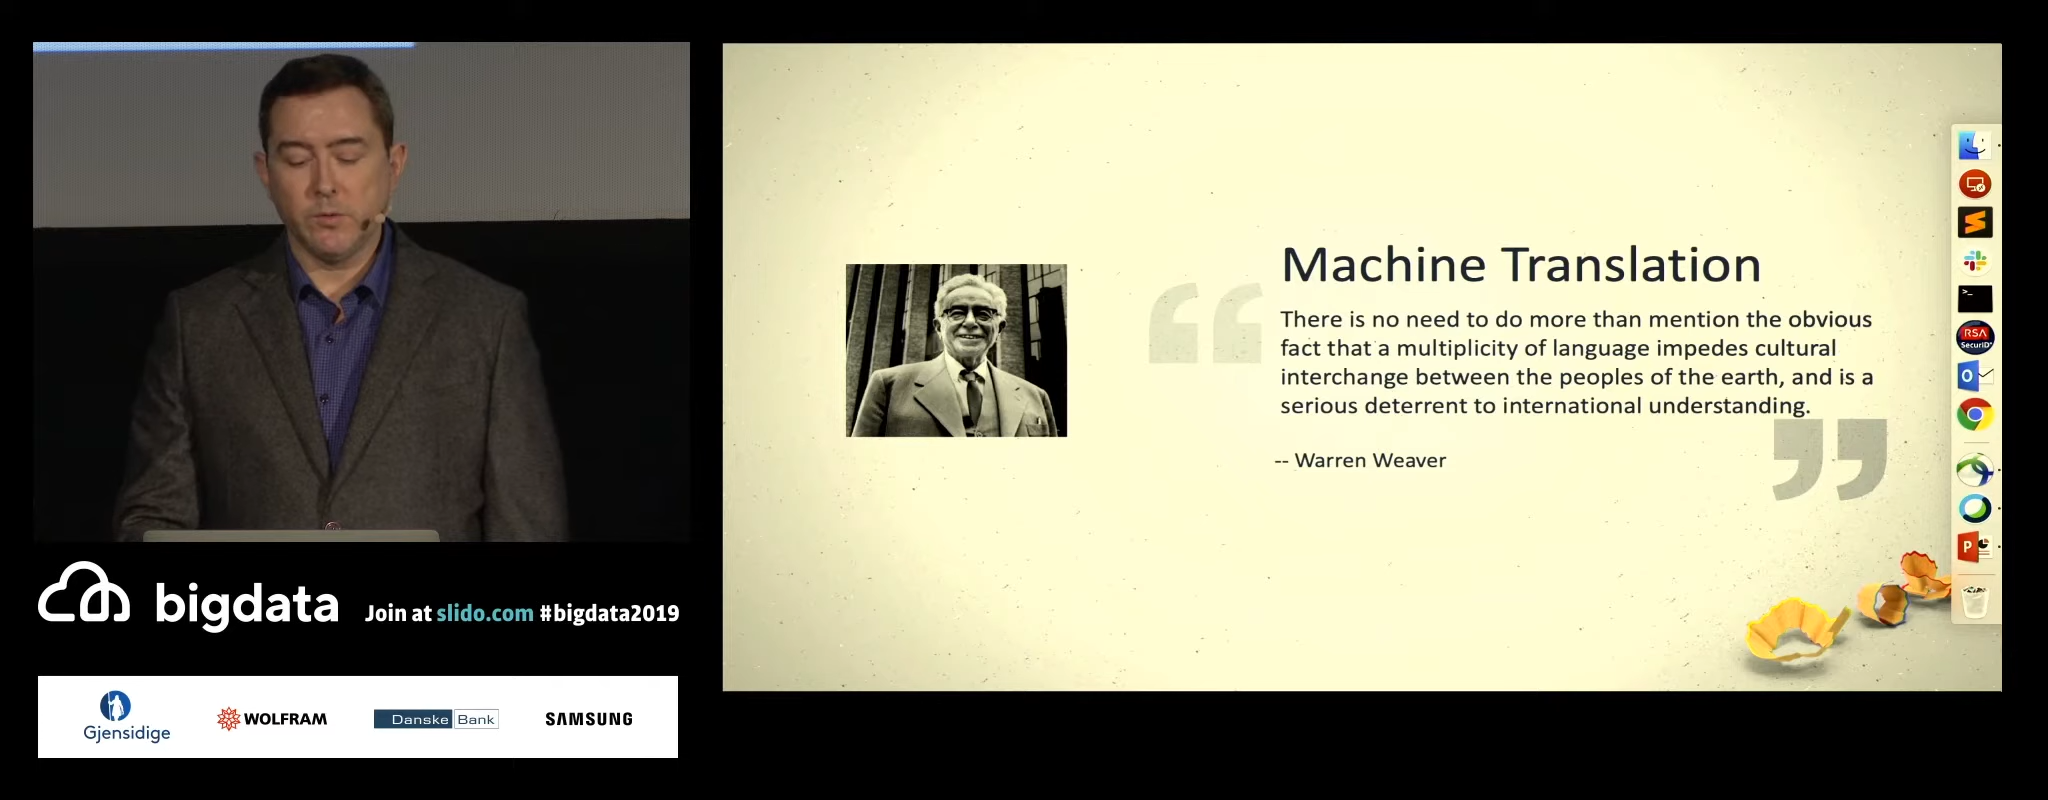 bigdata
Join at slido.com #bigdata2019
Gjensidige
WOLFRAM
Danske Bank
SAMSUNG
Machine Translation
There is no need to do more than mention the obvious
fact that a multiplicity of language impedes cultural
interchange between the peoples of the earth, and is a
serious deterrent to international understanding.
-- Warren Weaver
>_
RSA
SecurID
O
P